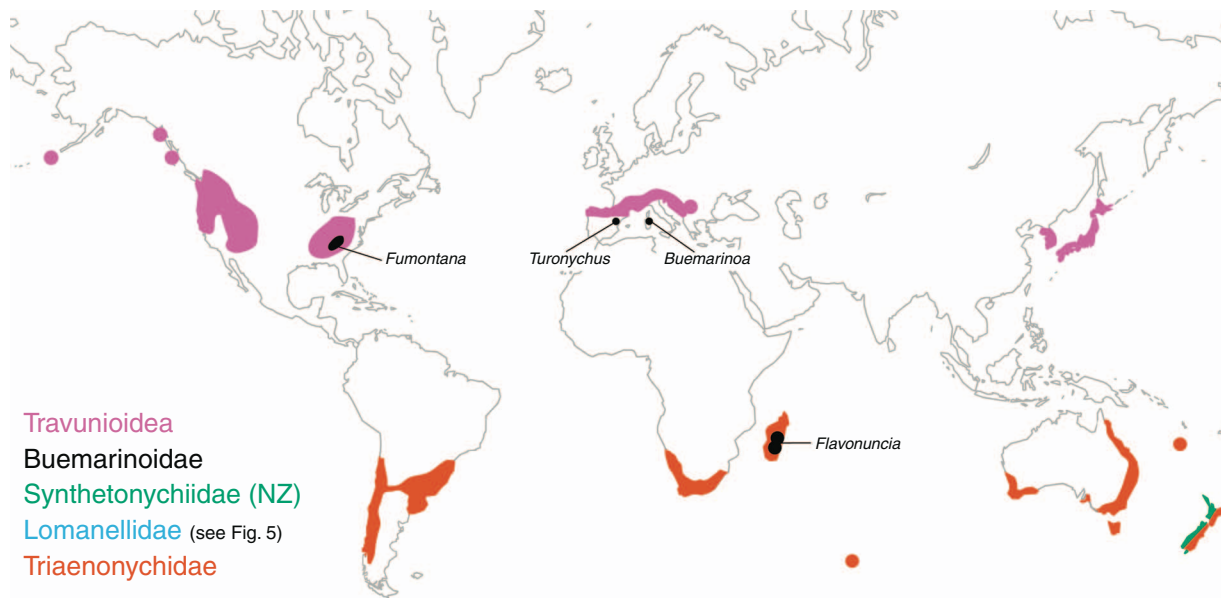 Fumontana
Turonychus
Buemarinoa
Flavonuncia
Travunioidea
Buemarinoidae
Synthetonychiidae (NZ)
Lomanellidae (see Fig. 5)
Triaenonychidae